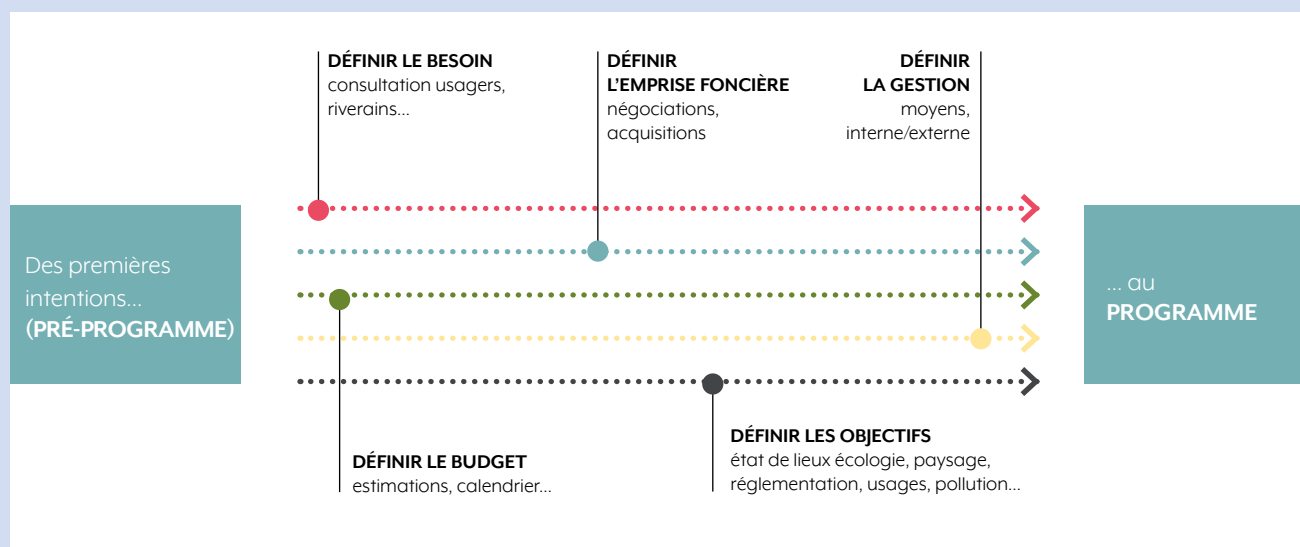 DÉFINIR LE BESOIN
consultation usagers,
riverains...
DÉFINIR
L'EMPRISE FONCIÈRE
négociations,
acquisitions
DÉFINIR
LA GESTION
moyens,
interne/externe
Des premières
intentions...
(PRÉ-PROGRAMME)
... au
PROGRAMME
DÉFINIR LE BUDGET
estimations, calendrier...
DÉFINIR LES OBJECTIFS
état de lieux écologie, paysage,
réglementation, usages, pollution...